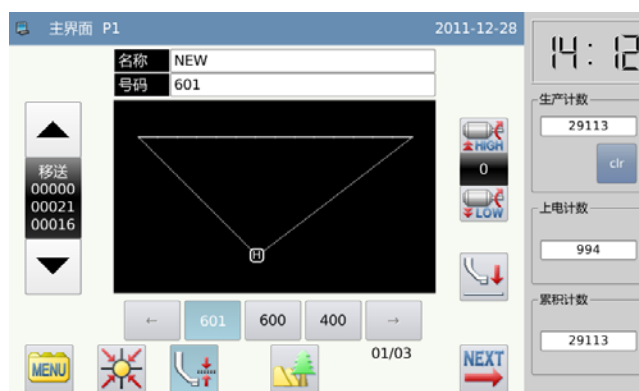 主界面 P1
2011-12-28
14:12
名称 NEW
号码 601
移送
00000
00021
00016
H
HIGH
0
LOW
生产计数
29113
clr
上电计数
994
累积计数
29113
← 601 600 400 →
01/03
MENU
NEXT